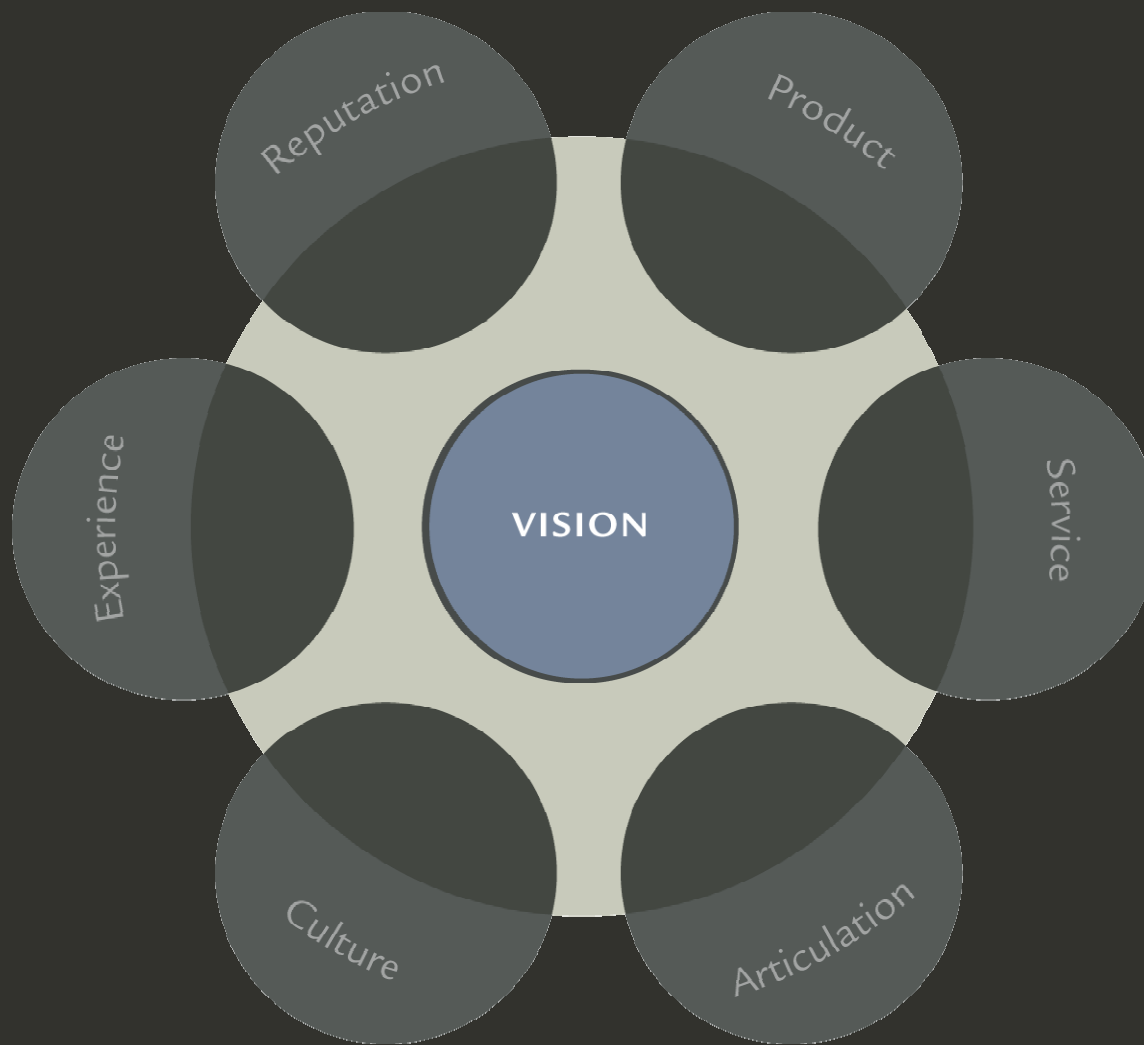 Reputation
Product
Experience
VISION
Service
Culture
Articulation